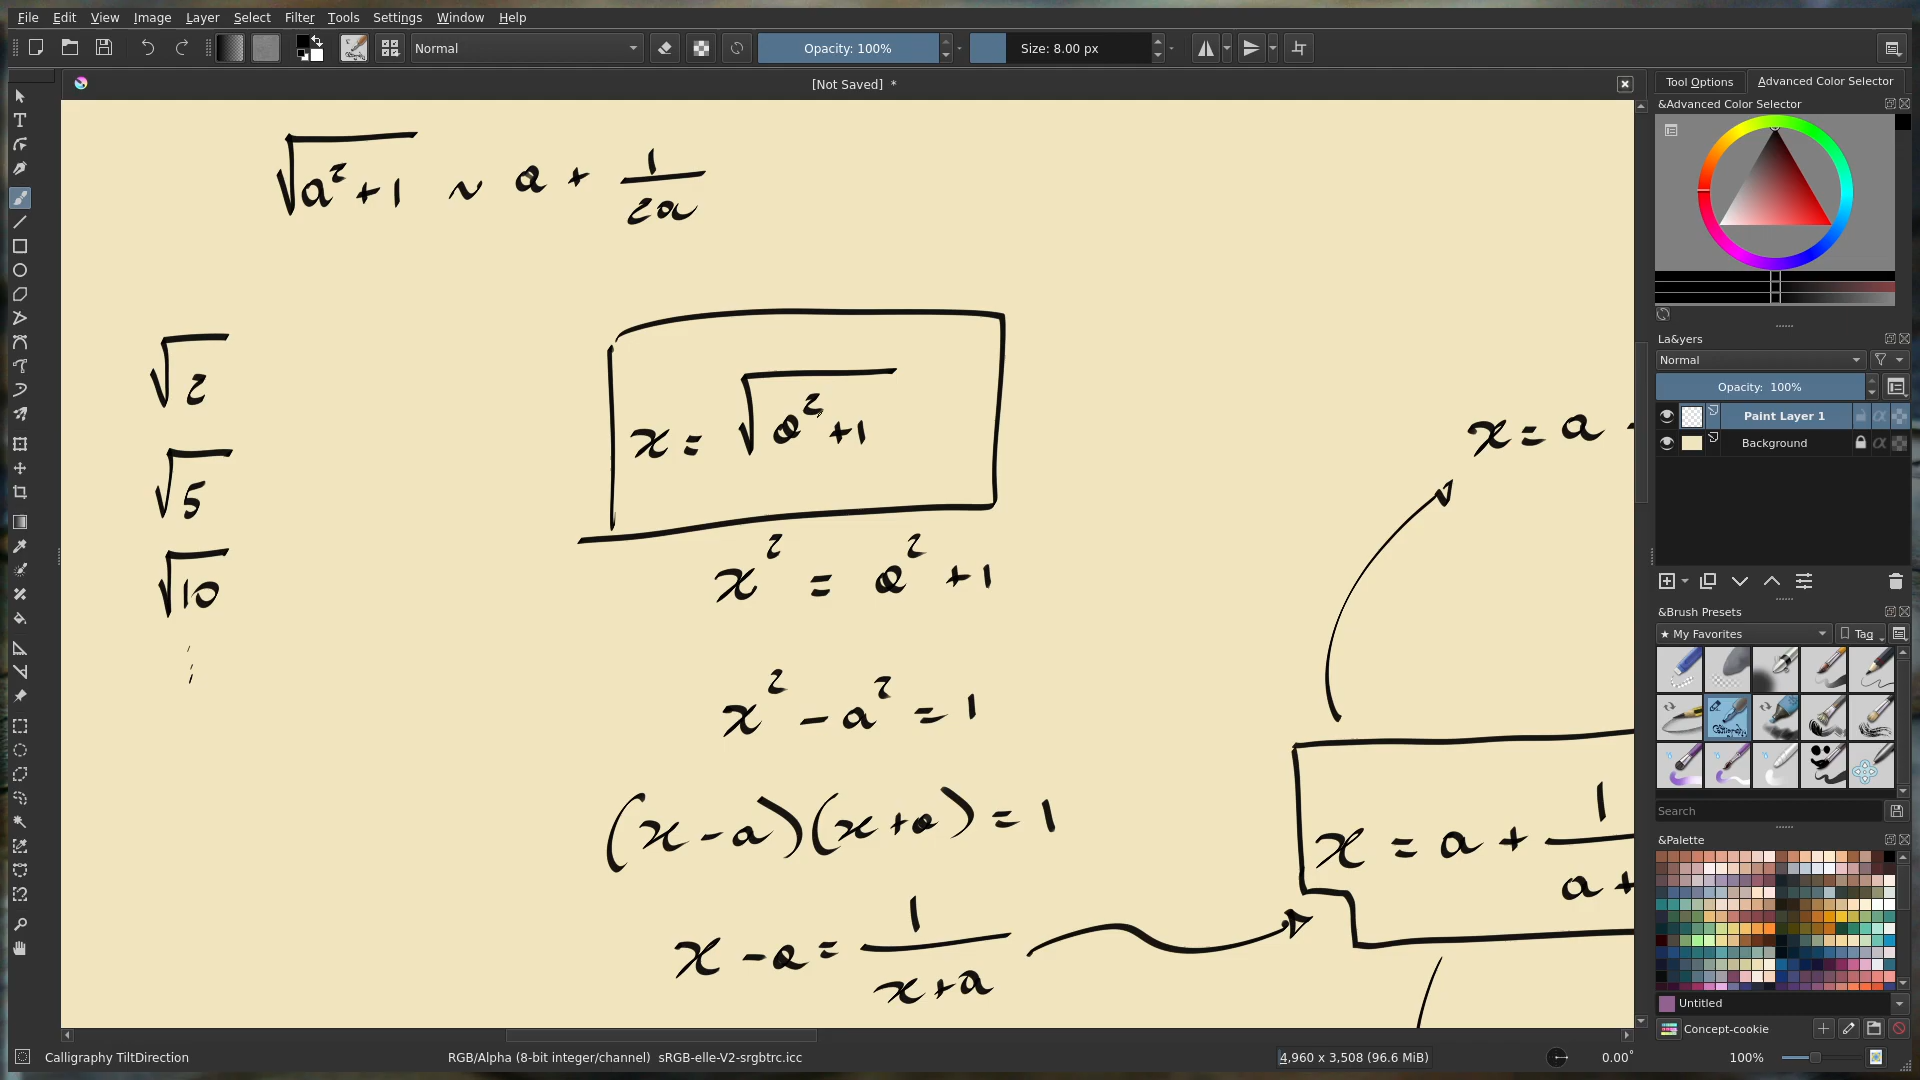 File Edit View Image Layer Select Filter Tools Settings Window Help
Normal Opacity: 100% Size: 8.00 px
[Not Saved] *
Tool Options Advanced Color Selector
&Advanced Color Selector
√(a²+1) ~ a + 1/2a
√2
√5
√10
x = √(a²+1)
x² = a² + 1
x² - a² = 1
(x-a)(x+a) = 1
x - a = 1/(x+a)
x = a -
x = a + 1
a +
La&yers
Normal
Opacity: 100%
Paint Layer 1
Background
&Brush Presets
★ My Favorites Tag
Search
&Palette
Untitled
Concept-cookie
Calligraphy TiltDirection RGB/Alpha (8-bit integer/channel) sRGB-elle-V2-srgbtrc.icc 4,960 x 3,508 (96.6 MiB) 0.00° 100%